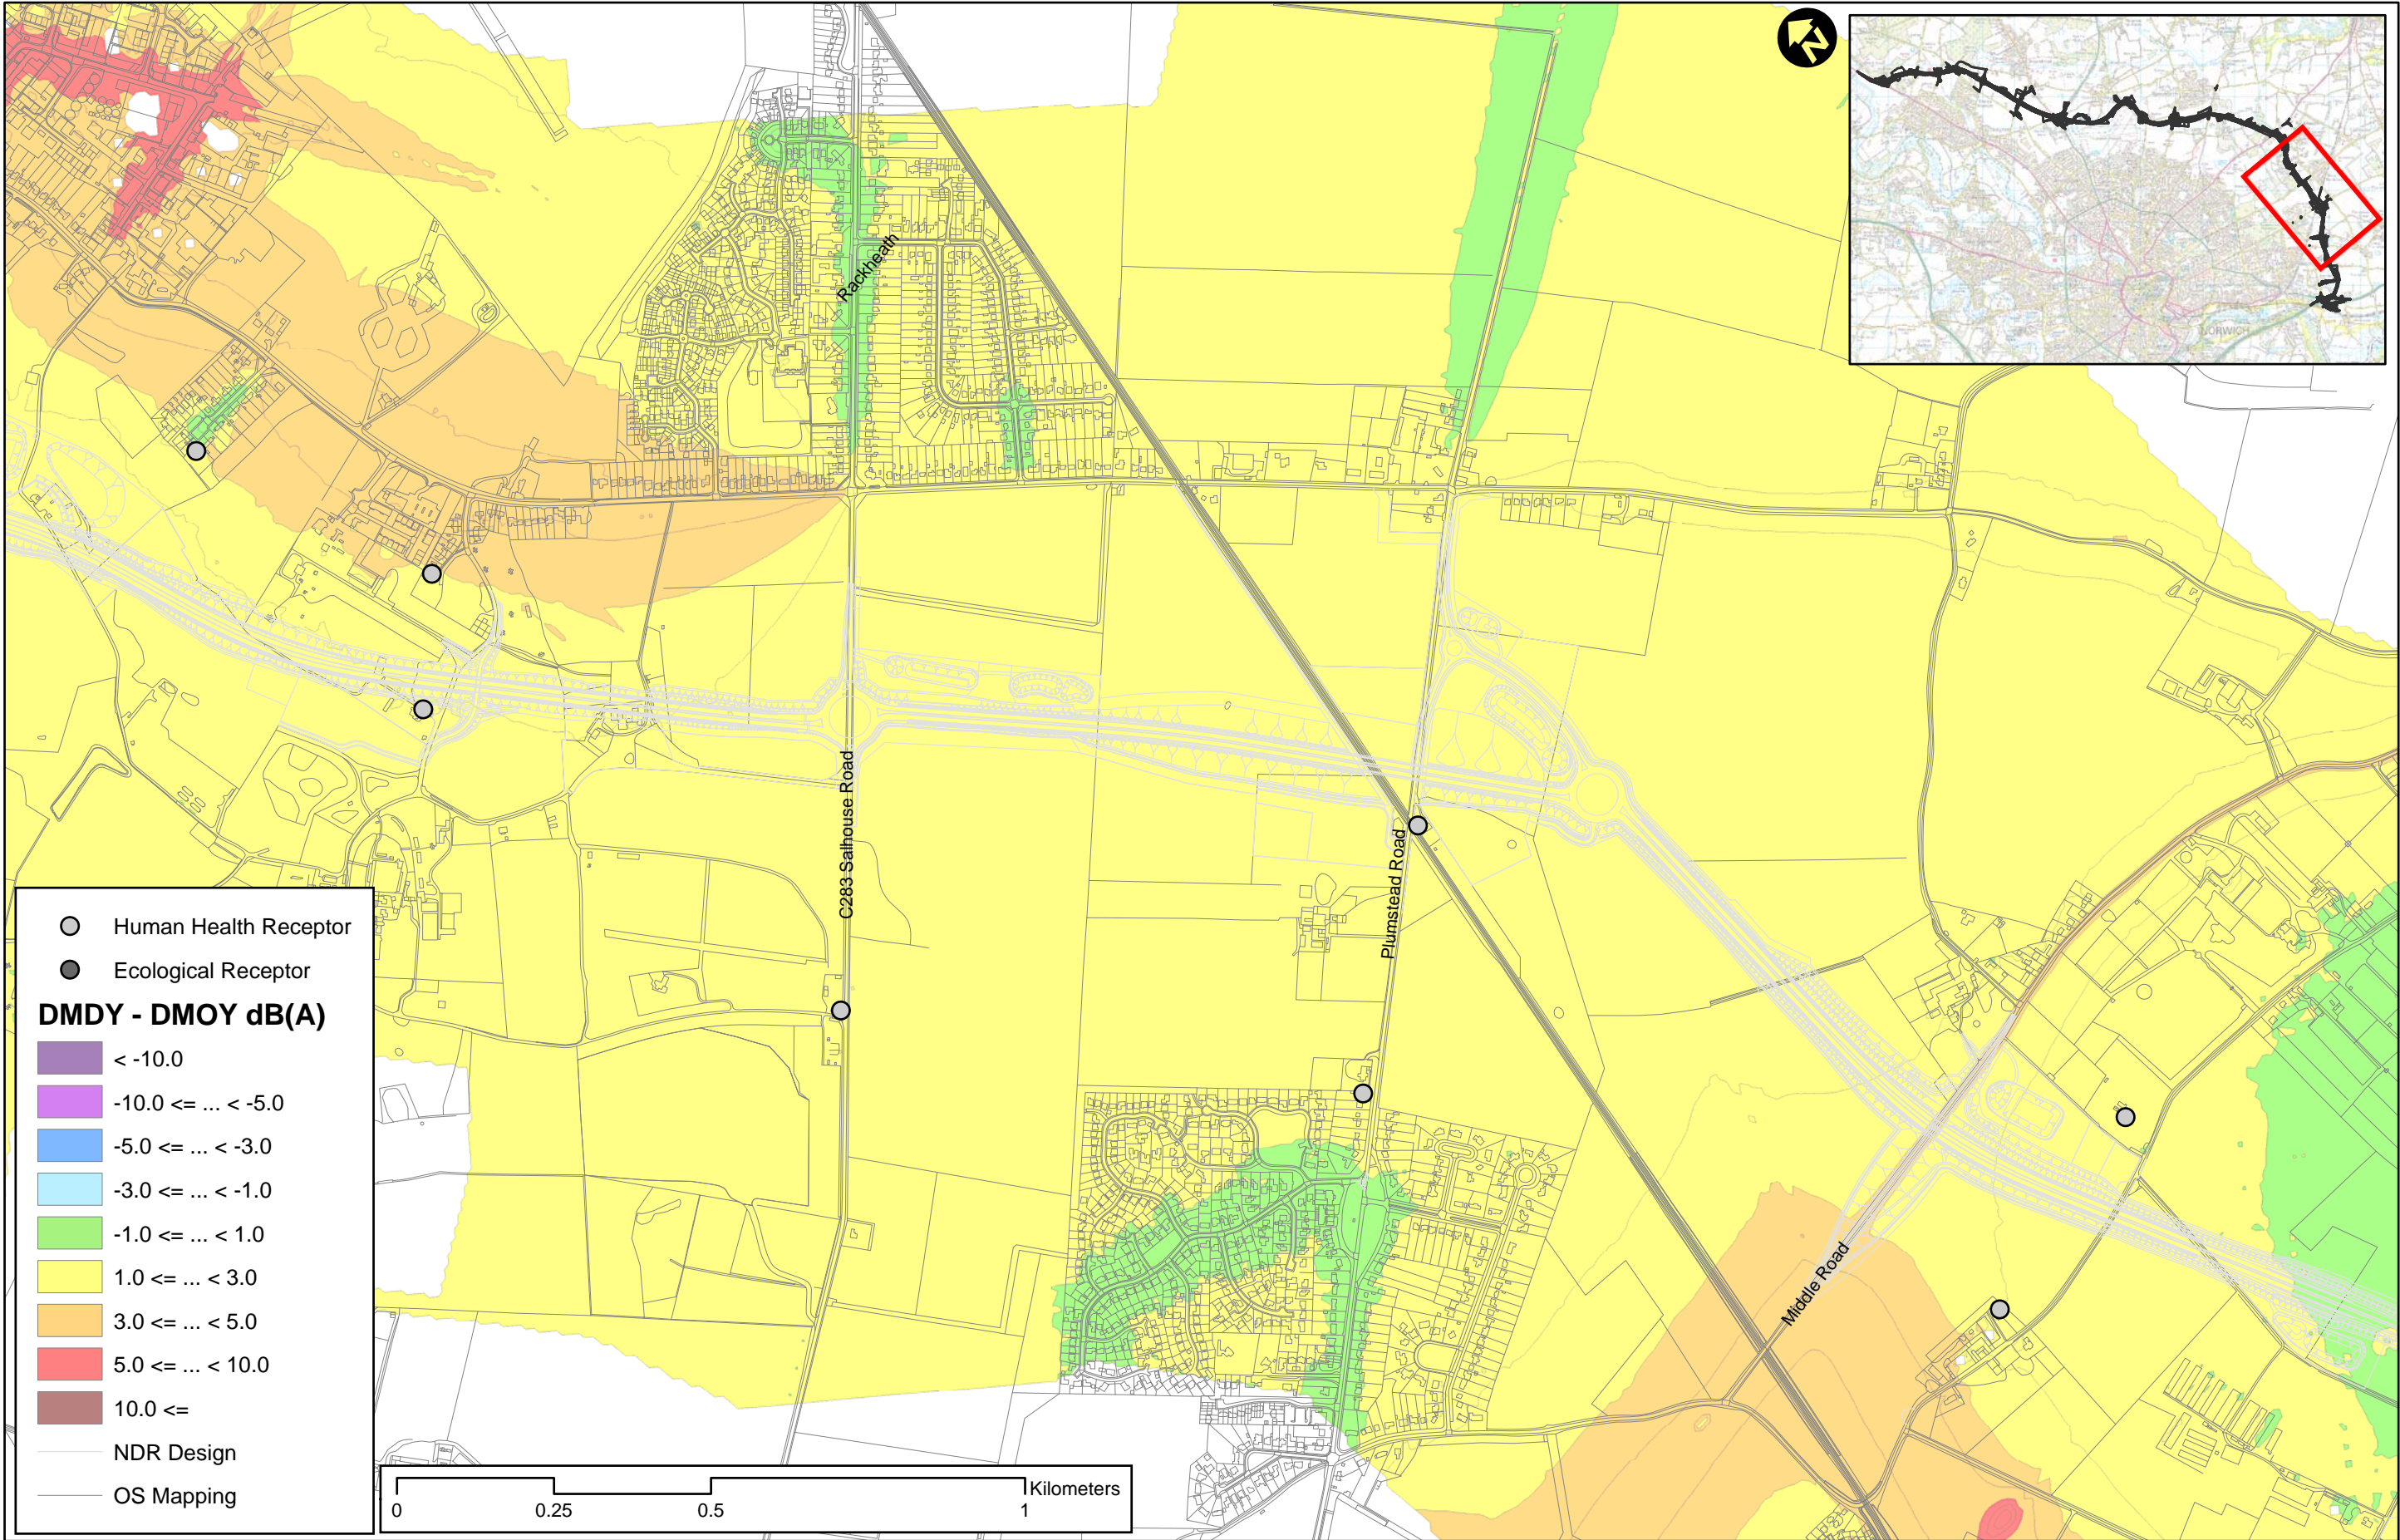 N
NORWICH
Rackheath
C283 Salhouse Road
Plumstead Road
Middle Road
Human Health Receptor
Ecological Receptor
DMDY - DMOY dB(A)
< -10.0
-10.0 <= ... < -5.0
-5.0 <= ... < -3.0
-3.0 <= ... < -1.0
-1.0 <= ... < 1.0
1.0 <= ... < 3.0
3.0 <= ... < 5.0
5.0 <= ... < 10.0
10.0 <=
NDR Design
OS Mapping
Kilometers
0 0.25 0.5 1